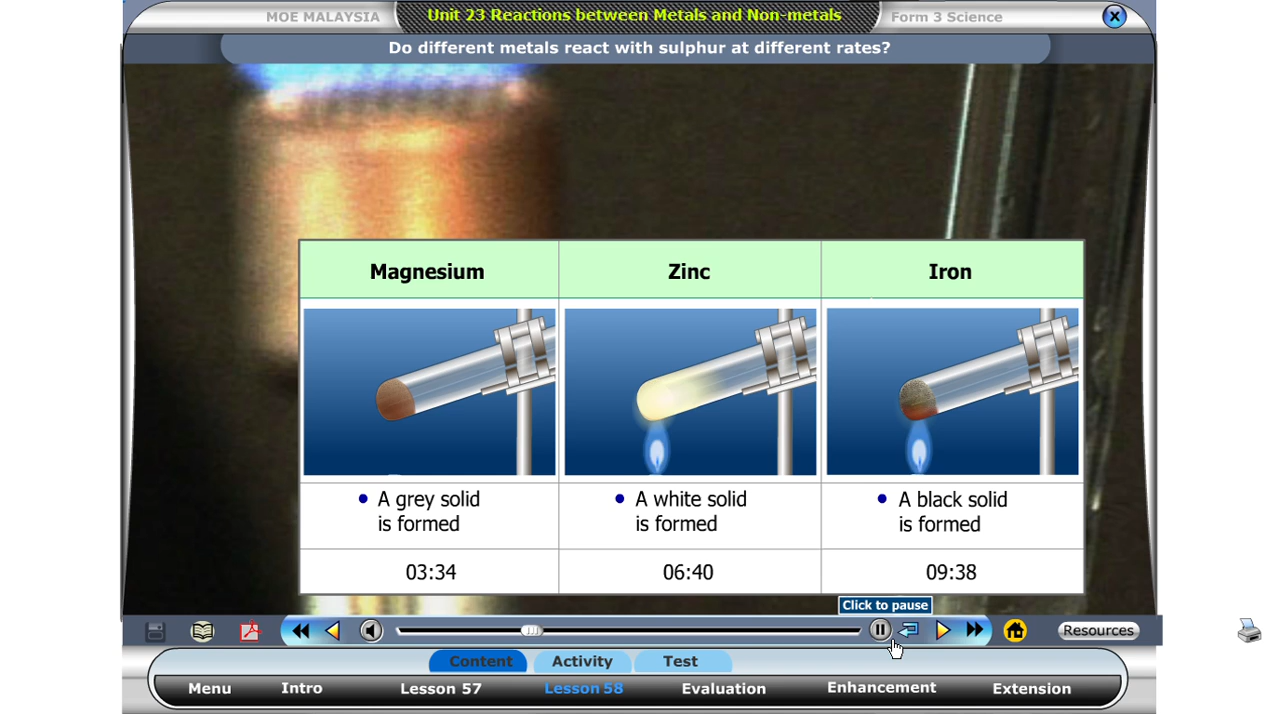 MOE MALAYSIA
Unit 23 Reactions between Metals and Non-metals
Form 3 Science
Do different metals react with sulphur at different rates?
Magnesium
Zinc
Iron
• A grey solid
is formed
• A white solid
is formed
• A black solid
is formed
03:34
06:40
09:38
Click to pause
Resources
Content
Activity
Test
Menu
Intro
Lesson 57
Lesson 58
Evaluation
Enhancement
Extension